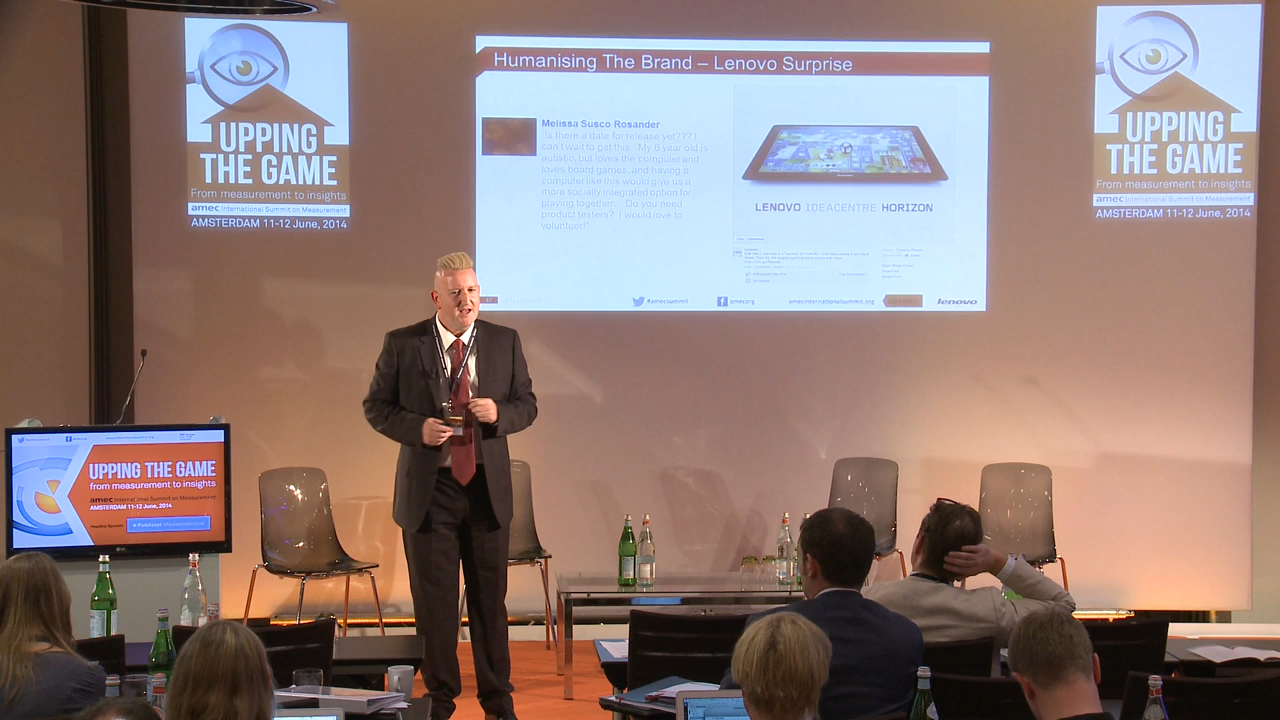 UPPING
THE GAME
From measurement to insights
amec International Summit on Measurement
AMSTERDAM 11-12 June, 2014
Humanising The Brand – Lenovo Surprise
Melissa Susco Rosander
"Is there a date for release yet??? I
can't wait to get this. My 6 year old is
autistic, but loves the computer and
loves board games, and having a
computer like this would give us a
more socially integrated option for
playing together. Do you need
product testers? I would love to
volunteer!"
LENOVO IDEACENTRE HORIZON
#amecsummit
amecorg
amecinternationalsummit.org
lenovo
UPPING
THE GAME
From measurement to insights
amec International Summit on Measurement
AMSTERDAM 11-12 June, 2014
UPPING THE GAME
from measurement to insights
amec International Summit on Measurement
AMSTERDAM 11-12 June, 2014
Headline Sponsor
LG